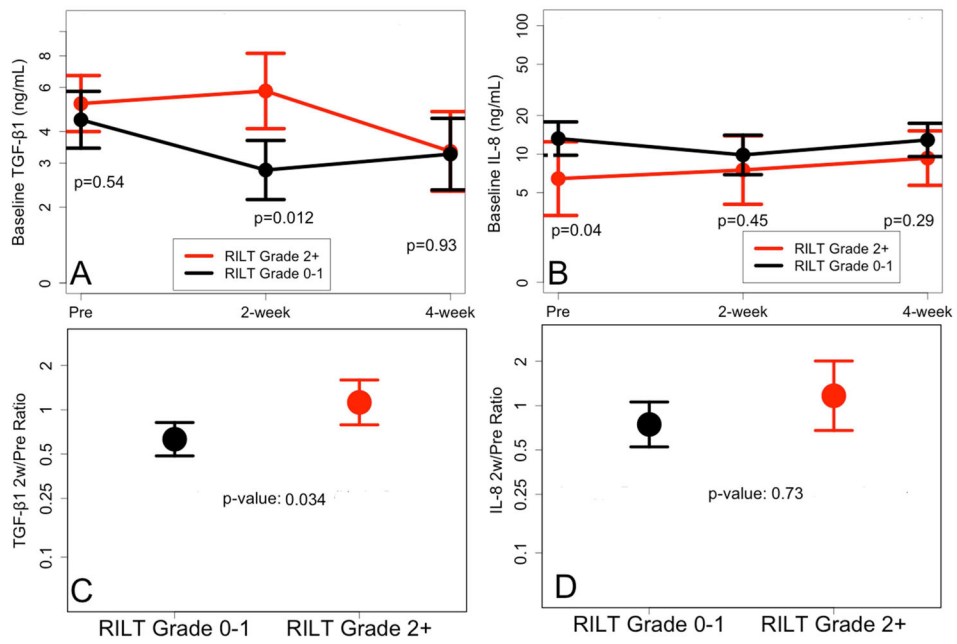 Baseline TGF-β1 (ng/mL)
8
6
4
3
2
0
p=0.54
p=0.012
p=0.93
RILT Grade 2+
RILT Grade 0-1
A
Pre
2-week
4-week
Baseline IL-8 (ng/mL)
100
50
20
10
5
0
p=0.04
p=0.45
p=0.29
RILT Grade 2+
RILT Grade 0-1
B
Pre
2-week
4-week
TGF-β1 2w/Pre Ratio
2
1
0.5
0.25
0.1
p-value: 0.034
C
RILT Grade 0-1
RILT Grade 2+
IL-8 2w/Pre Ratio
2
1
0.5
0.25
0.1
p-value: 0.73
D
RILT Grade 0-1
RILT Grade 2+